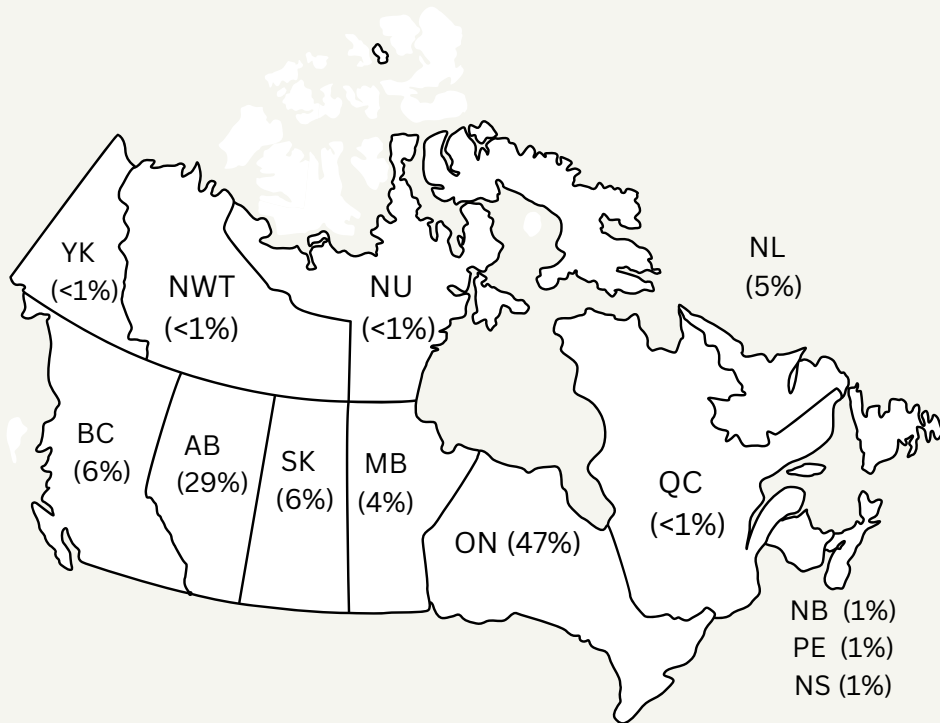 YK
(<1%)
NWT
(<1%)
NU
(<1%)
NL
(5%)
BC
(6%)
AB
(29%)
SK
(6%)
MB
(4%)
ON (47%)
QC
(<1%)
NB (1%)
PE (1%)
NS (1%)